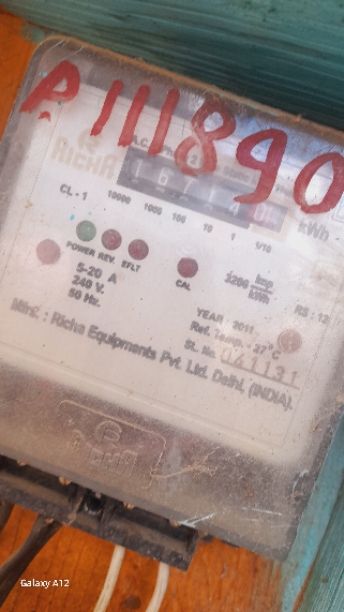 A111890
RICHA
kWh
CL - 1 10000 1000 100 10 1 1/10
POWER REV. EFLT
CAL
3200 imp/kWh
5-20 A
240 V.
50 Hz.
RS : 12
YEAR : 2011
Ref. Temp. - 27°C
Sl. No. 041131
Mfrd. : Richa Equipments Pvt. Ltd. Delhi, (INDIA).
Galaxy A12